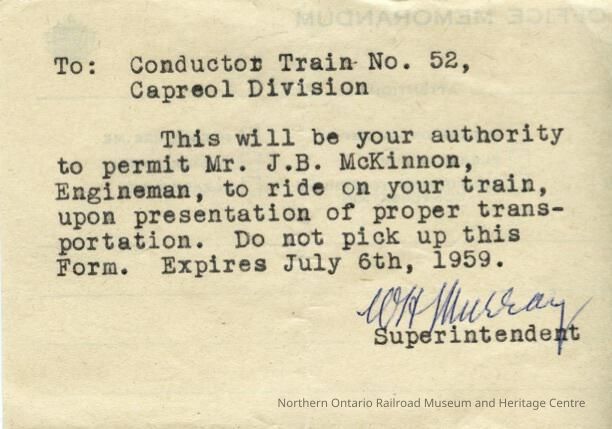 OFFICE MEMORANDUM
To: Conductor Train No. 52,
Capreol Division
This will be your authority
to permit Mr. J.B. McKinnon,
Engineman, to ride on your train,
upon presentation of proper trans-
portation. Do not pick up this
Form. Expires July 6th, 1959.
WH Murray
Superintendent
Northern Ontario Railroad Museum and Heritage Centre